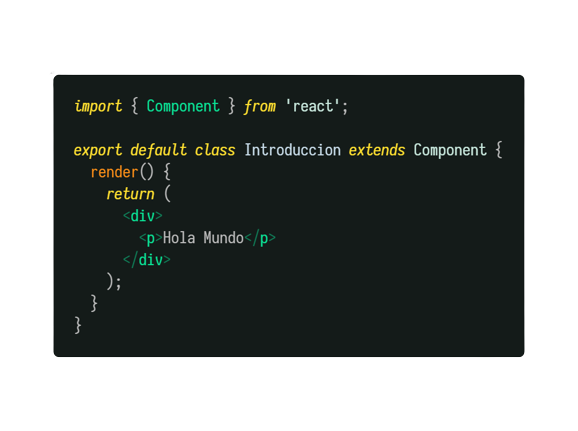 import { Component } from 'react';
export default class Introduccion extends Component {
render() {
return (
<div>
<p>Hola Mundo</p>
</div>
);
}
}